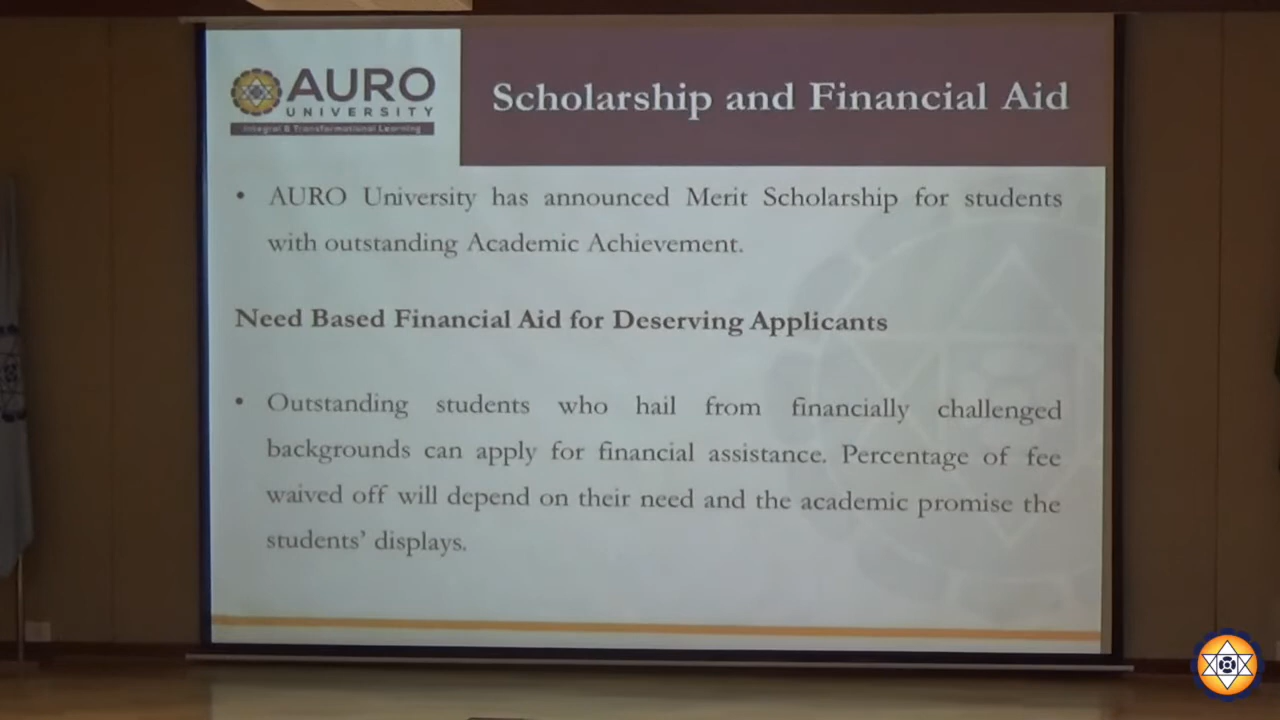 AURO
UNIVERSITY
Integral & Transformational Learning
Scholarship and Financial Aid
• AURO University has announced Merit Scholarship for students
with outstanding Academic Achievement.
Need Based Financial Aid for Deserving Applicants
• Outstanding students who hail from financially challenged
backgrounds can apply for financial assistance. Percentage of fee
waived off will depend on their need and the academic promise the
students’ displays.